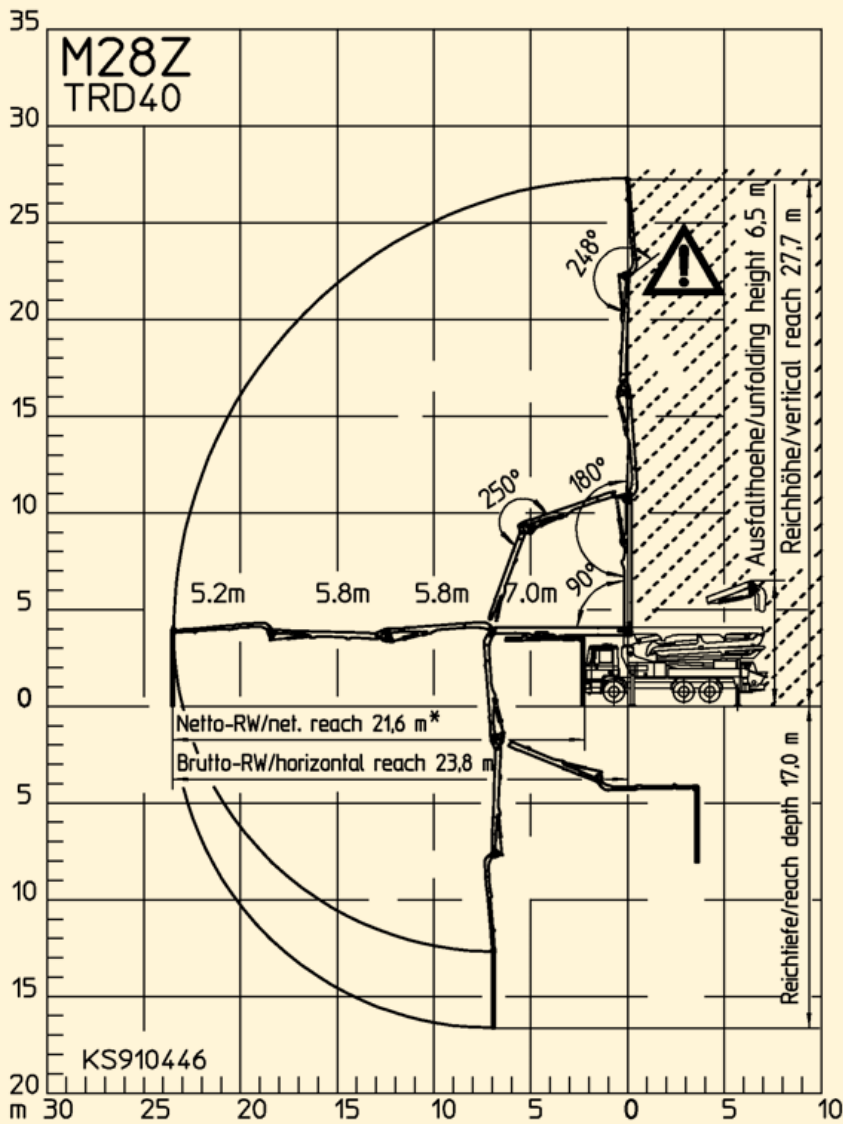 35
M28Z
TRD40
30
25
20
15
10
5
0
5
10
15
20
m 30 25 20 15 10 5 0 5 10
248°
250°
180°
90°
5.2m 5.8m 5.8m 7.0m
Ausfalthoehe/unfolding height 6,5 m
Reichhöhe/vertical reach 27,7 m
Netto-RW/net. reach 21,6 m*
Brutto-RW/horizontal reach 23,8 m
Reichtiefe/reach depth 17,0 m
KS910446